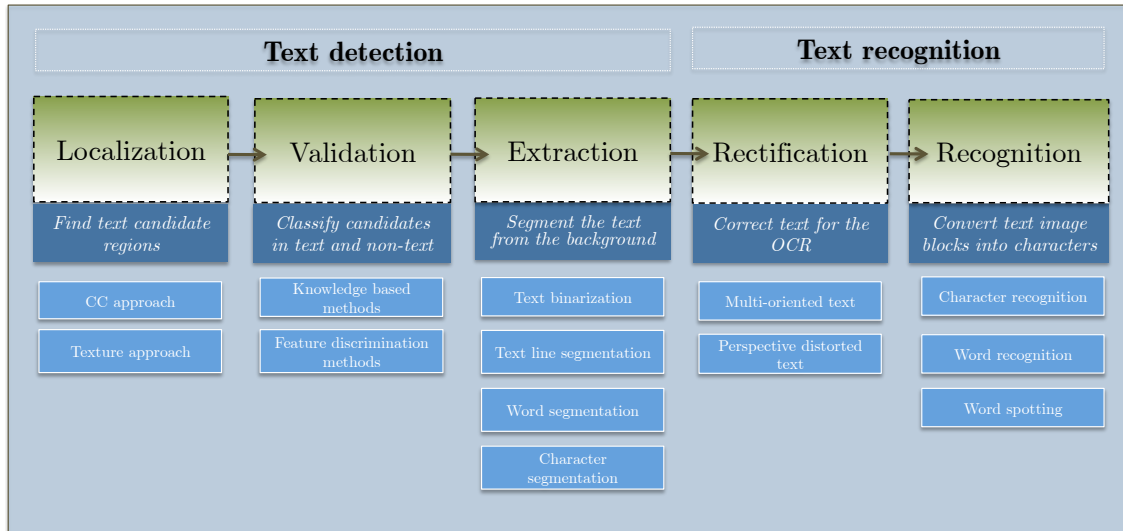 Text detection
Text recognition
Localization
Validation
Extraction
Rectification
Recognition
Find text candidate
regions
Classify candidates
in text and non-text
Segment the text
from the background
Correct text for the
OCR
Convert text image
blocks into characters
CC approach
Texture approach
Knowledge based
methods
Feature discrimination
methods
Text binarization
Text line segmentation
Word segmentation
Character
segmentation
Multi-oriented text
Perspective distorted
text
Character recognition
Word recognition
Word spotting